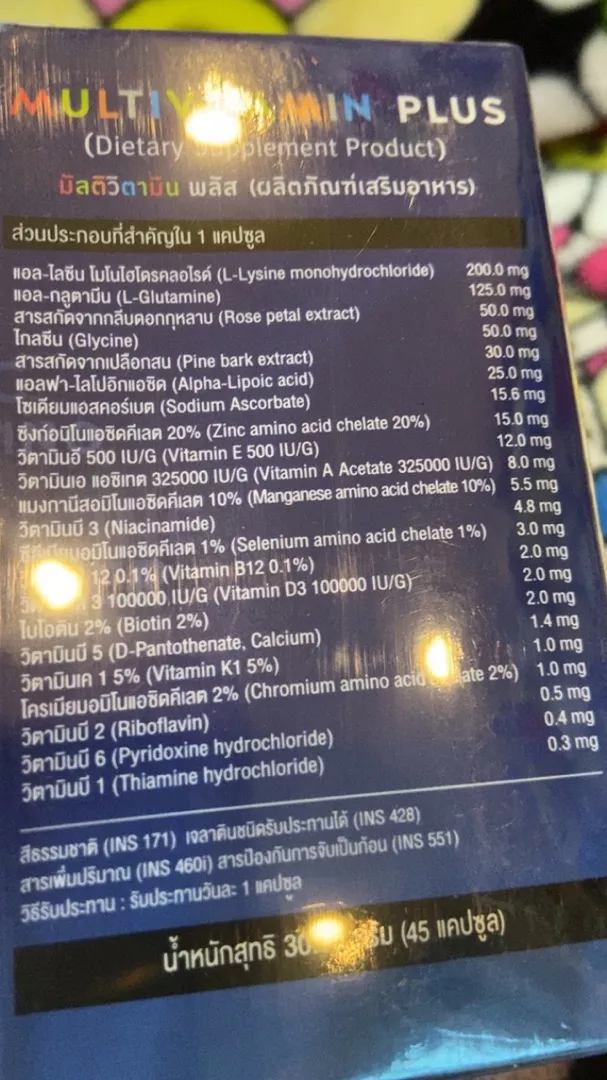 MULTIVITAMIN PLUS
(Dietary Supplement Product)
มัลติวิตามิน พลัส (ผลิตภัณฑ์เสริมอาหาร)
ส่วนประกอบที่สำคัญใน 1 แคปซูล
แอล-ไลซีน โมโนไฮโดรคลอไรด์ (L-Lysine monohydrochloride) 200.0 mg
แอล-กลูตามีน (L-Glutamine) 125.0 mg
สารสกัดจากกลีบดอกกุหลาบ (Rose petal extract) 50.0 mg
ไกลซีน (Glycine) 50.0 mg
สารสกัดจากเปลือกสน (Pine bark extract) 30.0 mg
แอลฟา-ไลโปอิกแอซิด (Alpha-Lipoic acid) 25.0 mg
โซเดียมแอสคอร์เบต (Sodium Ascorbate) 15.6 mg
ซิงก์อมิโนแอซิดคีเลต 20% (Zinc amino acid chelate 20%) 15.0 mg
วิตามินอี 500 IU/G (Vitamin E 500 IU/G) 12.0 mg
วิตามินเอ แอซิเทต 325000 IU/G (Vitamin A Acetate 325000 IU/G) 8.0 mg
แมงกานีสอมิโนแอซิดคีเลต 10% (Manganese amino acid chelate 10%) 5.5 mg
วิตามินบี 3 (Niacinamide) 4.8 mg
ซีลีเนียมอมิโนแอซิดคีเลต 1% (Selenium amino acid chelate 1%) 3.0 mg
12 0.1% (Vitamin B12 0.1%) 2.0 mg
3 100000 IU/G (Vitamin D3 100000 IU/G) 2.0 mg
ไบโอติน 2% (Biotin 2%) 2.0 mg
วิตามินบี 5 (D-Pantothenate, Calcium) 1.4 mg
วิตามินเค 1 5% (Vitamin K1 5%) 1.0 mg
โครเมียมอมิโนแอซิดคีเลต 2% (Chromium amino acid chelate 2%) 1.0 mg
วิตามินบี 2 (Riboflavin) 0.5 mg
วิตามินบี 6 (Pyridoxine hydrochloride) 0.4 mg
วิตามินบี 1 (Thiamine hydrochloride) 0.3 mg
สีธรรมชาติ (INS 171) เจลาตินชนิดรับประทานได้ (INS 428)
สารเพิ่มปริมาณ (INS 460i) สารป้องกันการจับเป็นก้อน (INS 551)
วิธีรับประทาน : รับประทานวันละ 1 แคปซูล
น้ำหนักสุทธิ (45 แคปซูล)